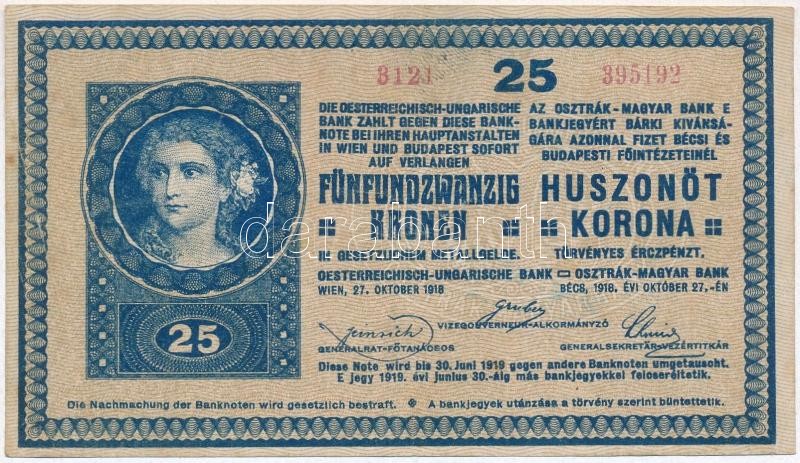 3121 25 395192
DIE OESTERREICHISCH-UNGARISCHE
BANK ZAHLT GEGEN DIESE BANK-
NOTE BEI IHREN HAUPTANSTALTEN
IN WIEN UND BUDAPEST SOFORT
AUF VERLANGEN
FÜNFUNDZWANZIG
KRONEN
IN GESETZLICHEM METALLGELDE.
AZ OSZTRÁK-MAGYAR BANK E
BANKJEGYÉRT BÁRKI KIVÁNSÁ-
GÁRA AZONNAL FIZET BÉCSI ÉS
BUDAPESTI FŐINTÉZETEINÉL
HUSZONÖT
KORONA
TÖRVÉNYES ÉRCZPÉNZT.
darabanth
OESTERREICHISCH-UNGARISCHE BANK OSZTRÁK-MAGYAR BANK
WIEN, 27. OKTOBER 1918 BÉCS, 1918. ÉVI OKTÓBER 27.-ÉN
25
Gruber
VIZEGOUVERNEUR-ALKORMÁNYZÓ
GENERALRAT-FŐTANÁCSOS GENERALSEKRETÄR-VEZÉRTITKÁR
Diese Note wird bis 30. Juni 1919 gegen andere Banknoten umgetauscht.
E jegy 1919. évi junius 30.-áig más bankjegyekkel felcseréltetik.
Die Nachmachung der Banknoten wird gesetzlich bestraft. A bankjegyek utánzása a törvény szerint büntettetik.